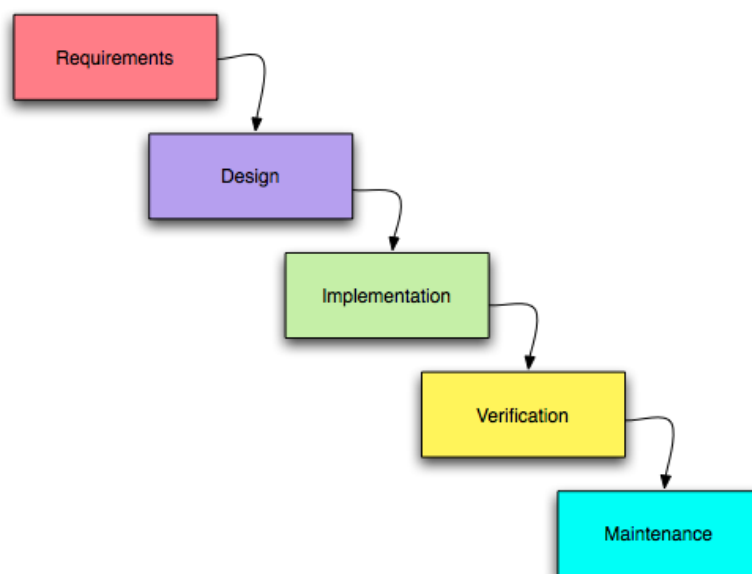 Requirements
Design
Implementation
Verification
Maintenance